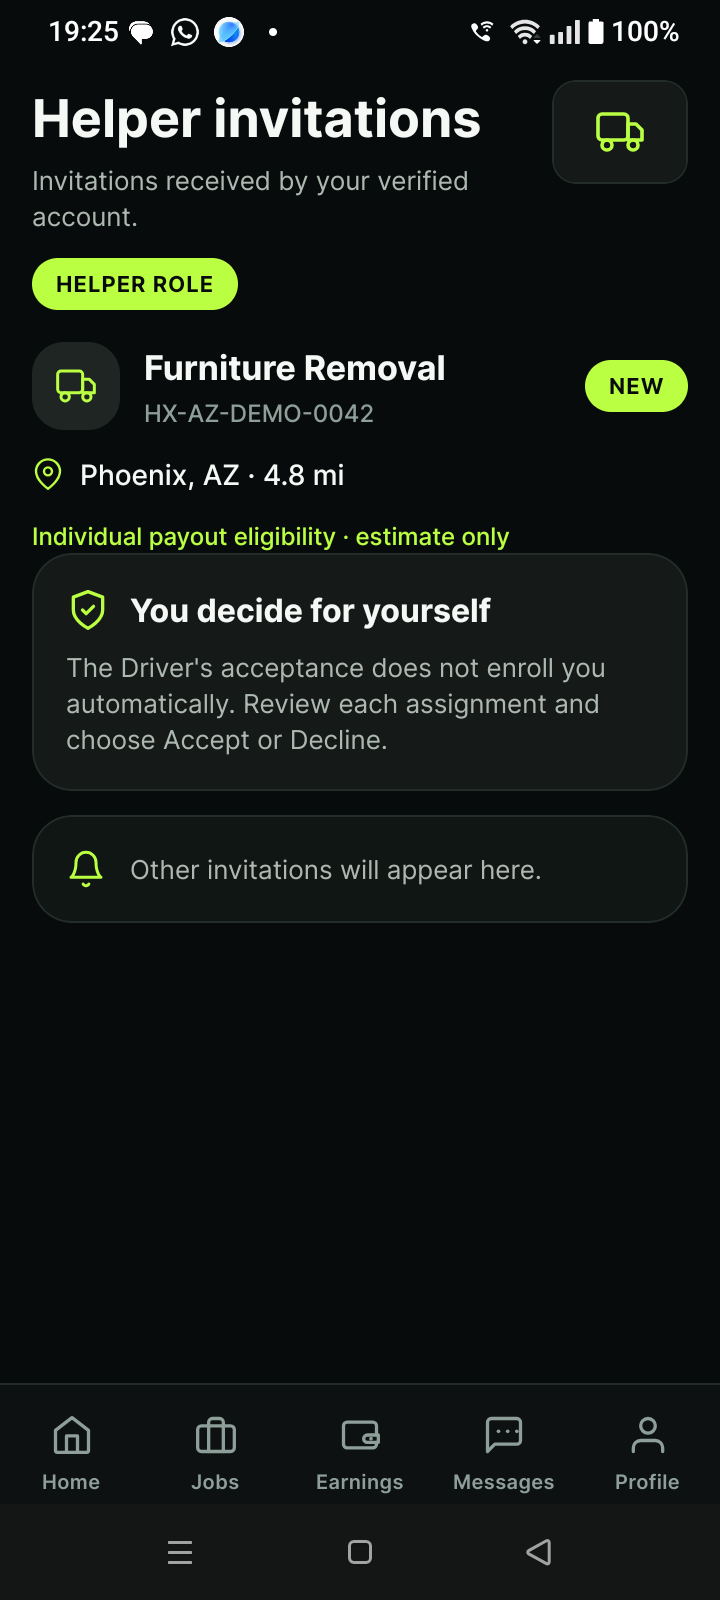 19:25
100%
Helper invitations
Invitations received by your verified
account.
HELPER ROLE
Furniture Removal
HX-AZ-DEMO-0042
NEW
Phoenix, AZ · 4.8 mi
Individual payout eligibility · estimate only
You decide for yourself
The Driver's acceptance does not enroll you
automatically. Review each assignment and
choose Accept or Decline.
Other invitations will appear here.
Home
Jobs
Earnings
Messages
Profile